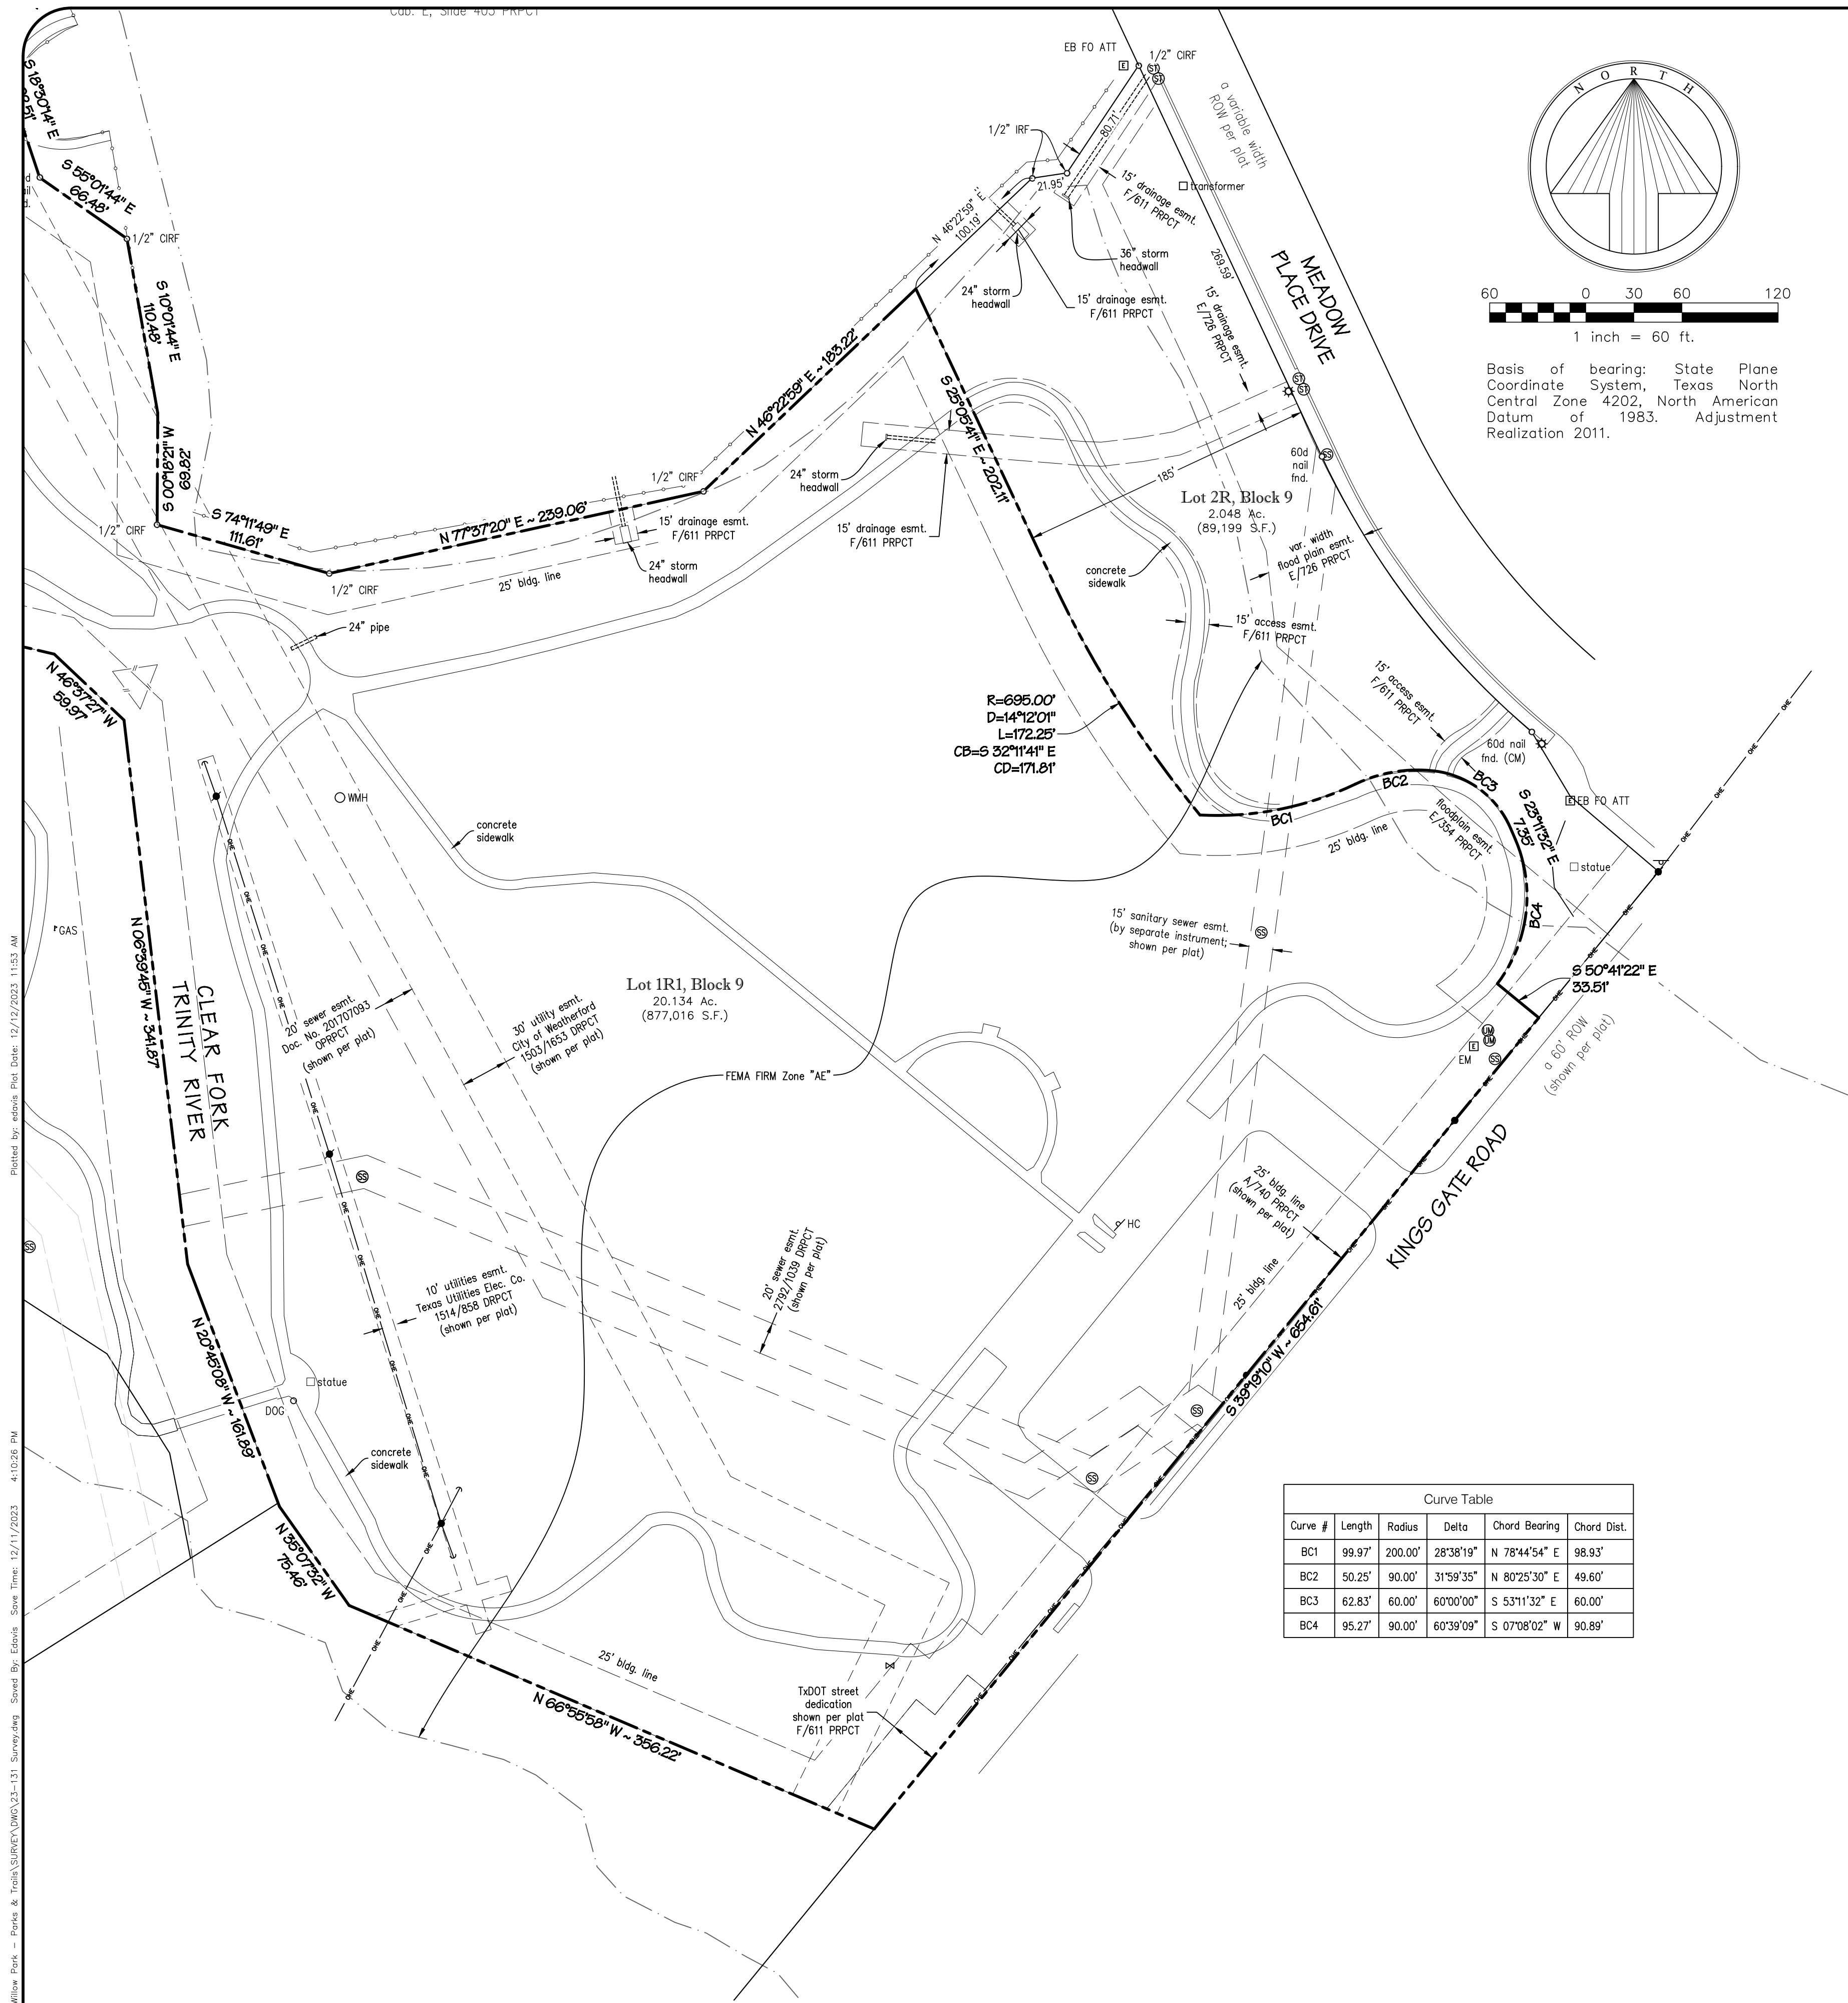 Cab. E, Slide 405 PRPCT
EB FO ATT
1/2" CIRF
NORTH
a variable width
ROW per plat
S 18°30'14" E
S 55°01'44" E
66.48'
1/2" CIRF
1/2" IRF
80.71'
21.95'
15' drainage esmt.
F/611 PRPCT
transformer
N 46°22'59" E
100.19'
36" storm
headwall
24" storm
headwall
15' drainage esmt.
F/611 PRPCT
269.59'
MEADOW
PLACE DRIVE
15' drainage esmt.
E/726 PRPCT
60 0 30 60 120
1 inch = 60 ft.
Basis of bearing: State Plane
Coordinate System, Texas North
Central Zone 4202, North American
Datum of 1983. Adjustment
Realization 2011.
S 10°01'44" E
110.48'
S 00°18'21" W
69.82'
N 46°22'59" E ~ 183.22'
S 25°05'41" E ~ 202.11'
ST
ST
ST
ST
60d
nail
fnd.
SS
1/2" CIRF
24" storm
headwall
185'
Lot 2R, Block 9
2.048 Ac.
(89,199 S.F.)
1/2" CIRF
S 74°11'49" E
111.61'
N 77°37'20" E ~ 239.06'
15' drainage esmt.
F/611 PRPCT
15' drainage esmt.
F/611 PRPCT
var. width
flood plain esmt.
E/726 PRPCT
24" storm
headwall
concrete
sidewalk
1/2" CIRF
25' bldg. line
24" pipe
15' access esmt.
F/611 PRPCT
N 46°37'27" W
59.97'
15' access esmt.
F/611 PRPCT
R=695.00'
D=14°12'01"
L=172.25'
CB=S 32°11'41" E
CD=171.81'
60d nail
fnd. (CM)
WMH
BC1
BC2
BC3
S 23°11'32" E
7.35'
EB FO ATT
concrete
sidewalk
25' bldg. line
floodplain esmt.
E/354 PRPCT
statue
BC4
GAS
N 06°39'45" W ~ 341.87'
CLEAR FORK
TRINITY RIVER
15' sanitary sewer esmt.
(by separate instrument;
shown per plat)
SS
S 50°41'22" E
33.51'
Lot 1R1, Block 9
20.134 Ac.
(877,016 S.F.)
20' sewer esmt.
Doc. No. 201707093
OPRPCT
(shown per plat)
30' utility esmt.
City of Weatherford
1503/1653 DRPCT
(shown per plat)
FEMA FIRM Zone "AE"
UM
UM
E
EM
SS
a 60' ROW
(shown per plat)
SS
SS
25' bldg. line
A/740 PRPCT
(shown per plat)
KINGS GATE ROAD
HC
10' utilities esmt.
Texas Utilities Elec. Co.
1514/858 DRPCT
(shown per plat)
20' sewer esmt.
2792/1039 DRPCT
(shown per plat)
25' bldg. line
S 39°19'10" W ~ 654.61'
N 20°45'08" W ~ 161.89'
statue
DOG
concrete
sidewalk
SS
SS
N 35°07'32" W
75.46'
25' bldg. line
N 66°55'58" W ~ 356.22'
TxDOT street
dedication
shown per plat
F/611 PRPCT
OHE
Curve Table
Curve # Length Radius Delta Chord Bearing Chord Dist.
BC1 99.97' 200.00' 28°38'19" N 78°44'54" E 98.93'
BC2 50.25' 90.00' 31°59'35" N 80°25'30" E 49.60'
BC3 62.83' 60.00' 60°00'00" S 53°11'32" E 60.00'
BC4 95.27' 90.00' 60°39'09" S 07°08'02" W 90.89'
Willow Park - Parks & Trails\SURVEY\DWG\23-131 Survey.dwg Saved By: Edavis Save Time: 12/11/2023 4:10:26 PM Plotted by: edavis Plot Date: 12/12/2023 11:53 AM